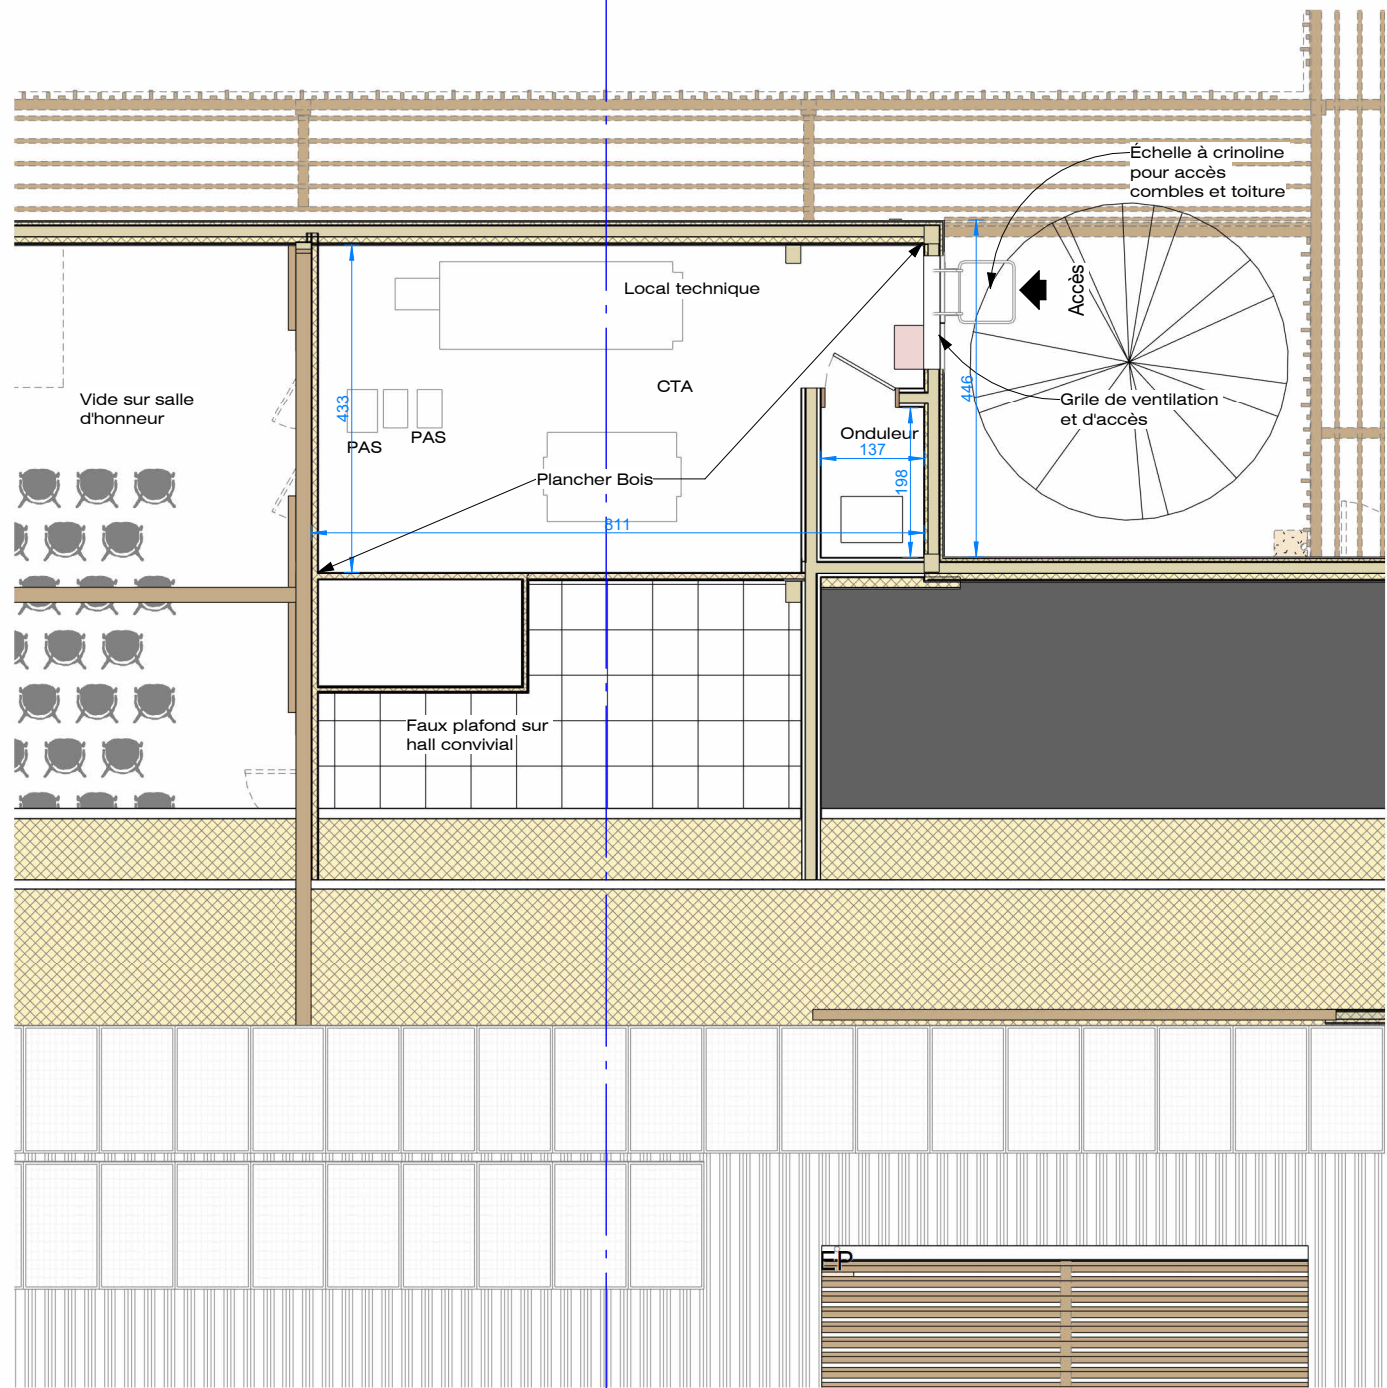 Échelle à crinoline
pour accès
combles et toiture
Accès
Local technique
CTA
Vide sur salle
d'honneur
433
PAS
PAS
446
Grile de ventilation
et d'accès
Onduleur
137
198
Plancher Bois
811
Faux plafond sur
hall convivial
EP